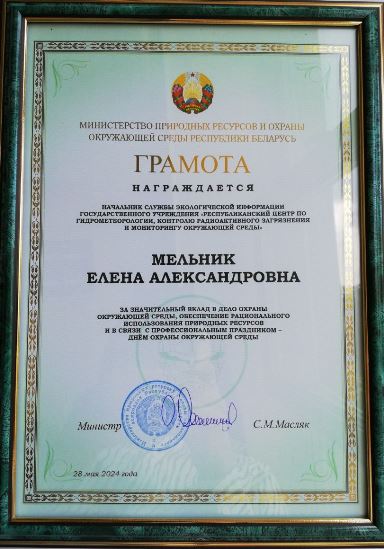 МИНИСТЕРСТВО ПРИРОДНЫХ РЕСУРСОВ И ОХРАНЫ
ОКРУЖАЮЩЕЙ СРЕДЫ РЕСПУБЛИКИ БЕЛАРУСЬ
ГРАМОТА
НАГРАЖДАЕТСЯ
НАЧАЛЬНИК СЛУЖБЫ ЭКОЛОГИЧЕСКОЙ ИНФОРМАЦИИ
ГОСУДАРСТВЕННОГО УЧРЕЖДЕНИЯ «РЕСПУБЛИКАНСКИЙ ЦЕНТР ПО
ГИДРОМЕТЕОРОЛОГИИ, КОНТРОЛЮ РАДИОАКТИВНОГО ЗАГРЯЗНЕНИЯ
И МОНИТОРИНГУ ОКРУЖАЮЩЕЙ СРЕДЫ»
МЕЛЬНИК
ЕЛЕНА АЛЕКСАНДРОВНА
ЗА ЗНАЧИТЕЛЬНЫЙ ВКЛАД В ДЕЛО ОХРАНЫ
ОКРУЖАЮЩЕЙ СРЕДЫ, ОБЕСПЕЧЕНИЕ РАЦИОНАЛЬНОГО
ИСПОЛЬЗОВАНИЯ ПРИРОДНЫХ РЕСУРСОВ
И В СВЯЗИ С ПРОФЕССИОНАЛЬНЫМ ПРАЗДНИКОМ –
ДНЁМ ОХРАНЫ ОКРУЖАЮЩЕЙ СРЕДЫ
Министр С.М.Масляк
28 мая 2024 года